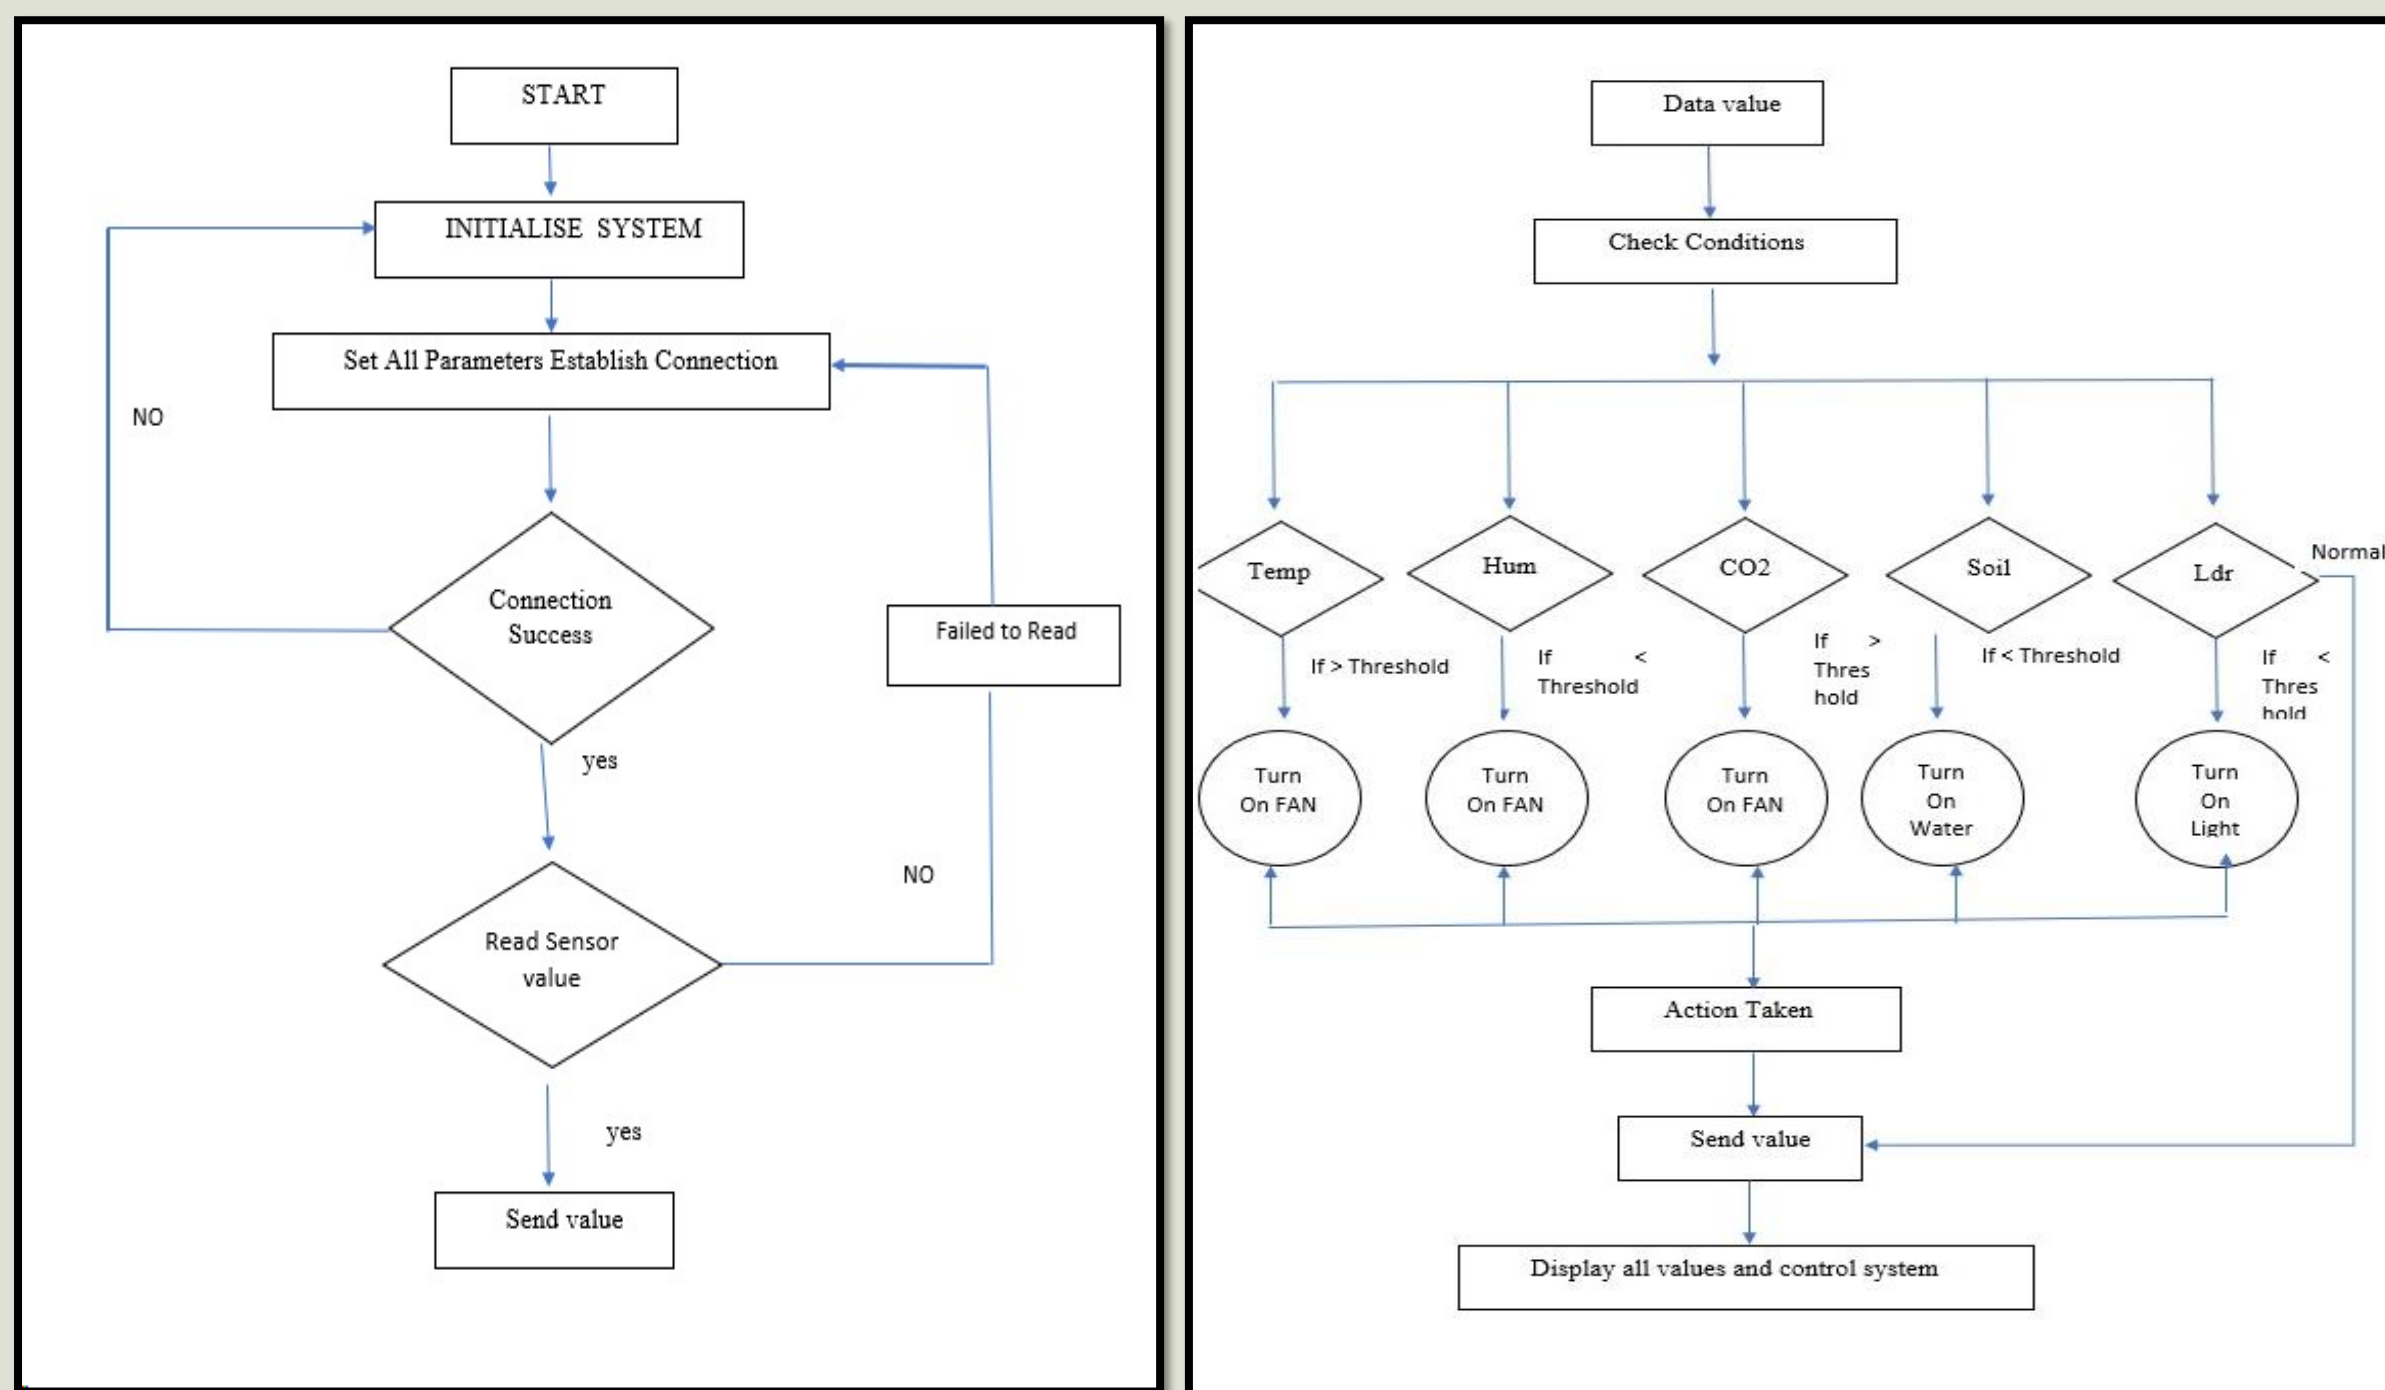 START
INITIALISE SYSTEM
Set All Parameters Establish Connection
NO
Connection
Success
Failed to Read
yes
NO
Read Sensor
value
yes
Send value
Data value
Check Conditions
Temp
Hum
CO2
Soil
Ldr
Normal
If > Threshold
If <
Threshold
If >
Thres
hold
If < Threshold
If <
Thres
hold
Turn
On FAN
Turn
On FAN
Turn
On FAN
Turn
On
Water
Turn
On
Light
Action Taken
Send value
Display all values and control system